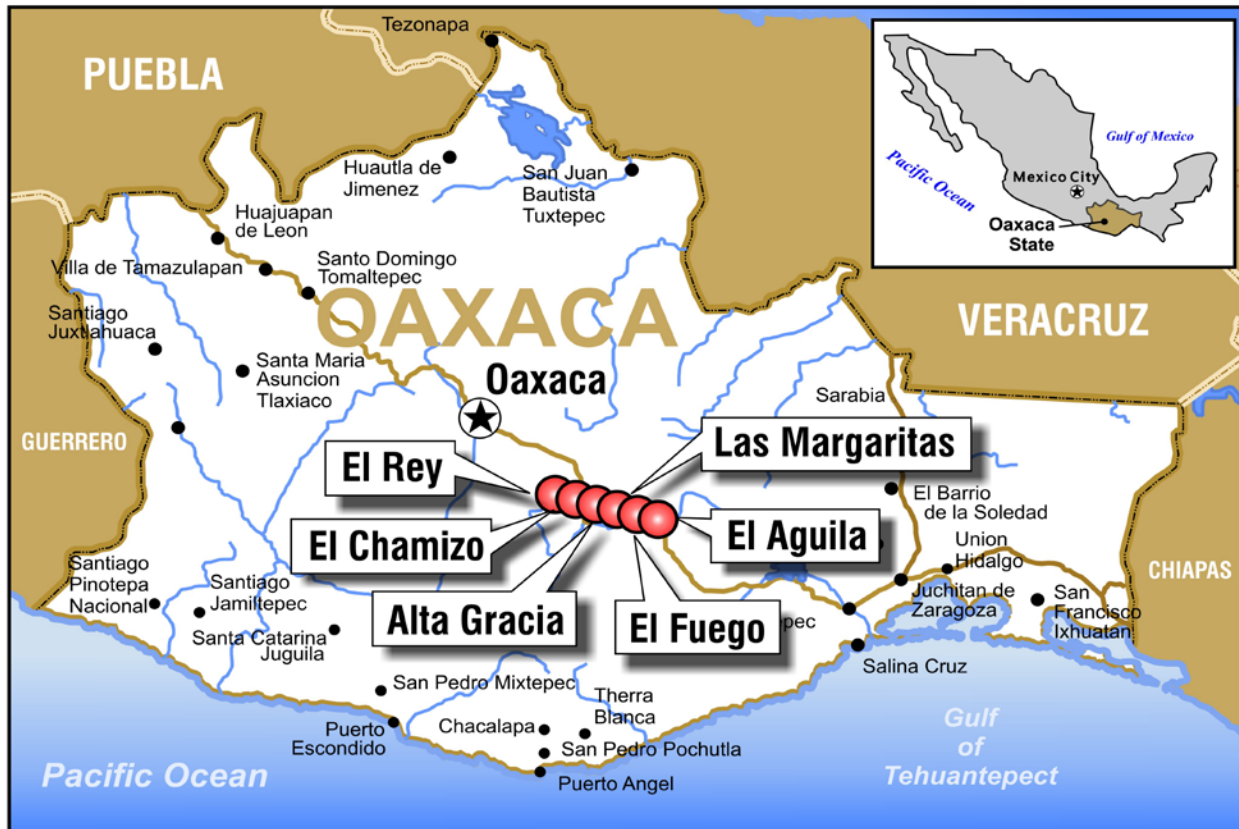 Tezonapa
PUEBLA
Gulf of Mexico
Pacific Ocean
Mexico City
Oaxaca
State
Huautla de
Jimenez
San Juan
Bautista
Tuxtepec
Huajuapan
de Leon
Villa de Tamazulapan
Santo Domingo
Tomaltepec
OAXACA
VERACRUZ
Santiago
Juxtlahuaca
Santa Maria
Asuncion
Tlaxiaco
Oaxaca
Sarabia
GUERRERO
Las Margaritas
El Rey
El Barrio
de la Soledad
El Chamizo
El Aguila
Union
Hidalgo
CHIAPAS
Santiago
Pinotepa
Nacional
Santiago
Jamiltepec
Alta Gracia
El Fuego
tepec
Juchitan de
Zaragoza
San
Francisco
Ixhuatan
Santa Catarina
Juguila
Salina Cruz
San Pedro Mixtepec
Therra
Blanca
Chacalapa
Puerto
Escondido
San Pedro Pochutla
Puerto Angel
Pacific Ocean
Gulf
of
Tehuantepect